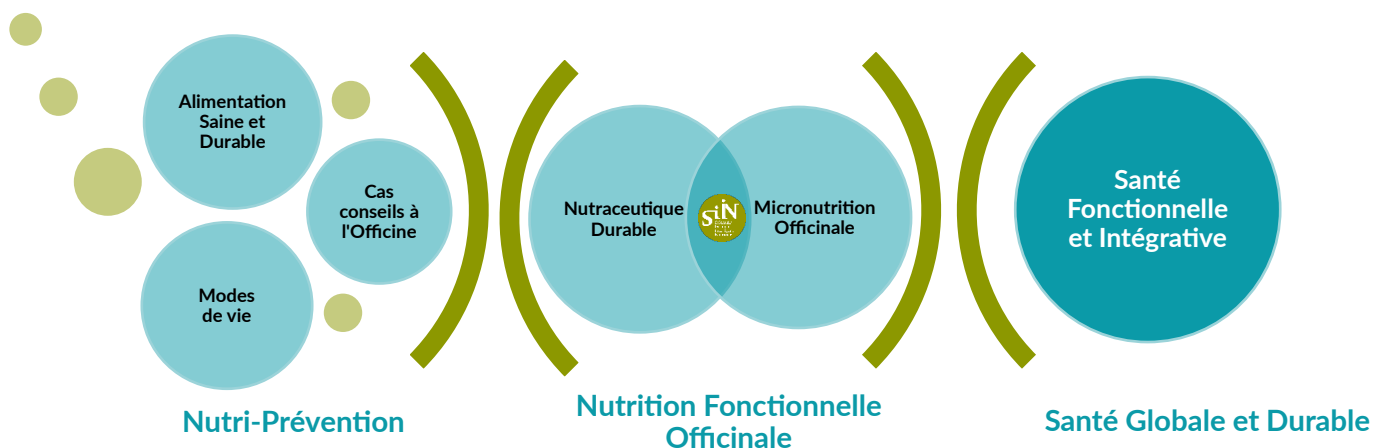 Alimentation
Saine et
Durable
Cas
conseils à
l'Officine
Modes
de vie
Nutri-Prévention
Nutraceutique
Durable
SiiN
Micronutrition
Officinale
Nutrition Fonctionnelle
Officinale
Santé
Fonctionnelle
et Intégrative
Santé Globale et Durable